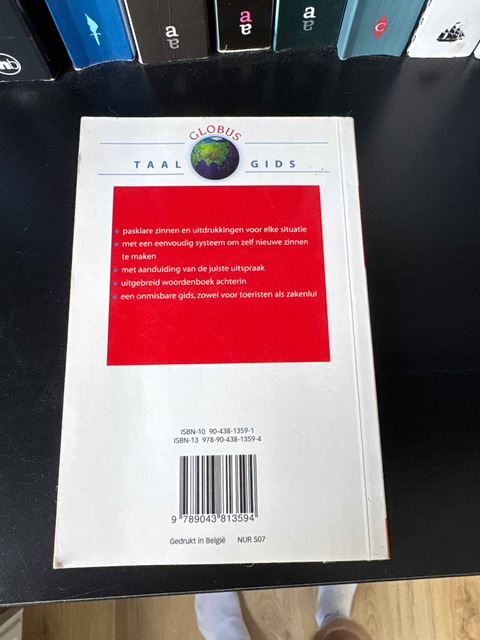 GLOBUS
TAAL GIDS
pasklare zinnen en uitdrukkingen voor elke situatie
met een eenvoudig systeem om zelf nieuwe zinnen
te maken
met aanduiding van de juiste uitspraak
uitgebreid woordenboek achterin
een onmisbare gids, zowel voor toeristen als zakenlui
ISBN-10 90-438-1359-1
ISBN-13 978-90-438-1359-4
9 789043 813594
Gedrukt in België NUR 507